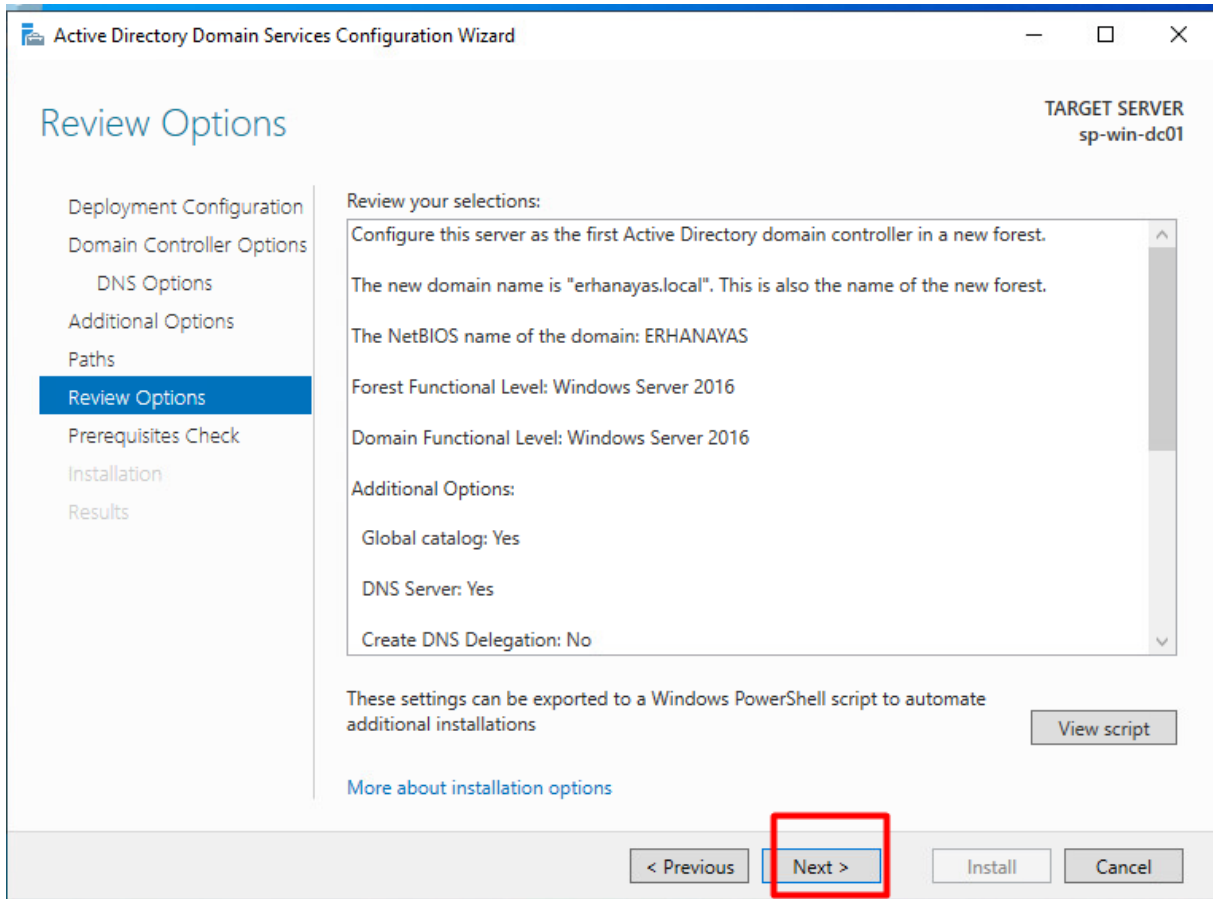 Active Directory Domain Services Configuration Wizard
Review Options
TARGET SERVER
sp-win-dc01
Deployment Configuration
Domain Controller Options
DNS Options
Additional Options
Paths
Review Options
Prerequisites Check
Installation
Results
Review your selections:
Configure this server as the first Active Directory domain controller in a new forest.
The new domain name is "erhanayas.local". This is also the name of the new forest.
The NetBIOS name of the domain: ERHANAYAS
Forest Functional Level: Windows Server 2016
Domain Functional Level: Windows Server 2016
Additional Options:
Global catalog: Yes
DNS Server: Yes
Create DNS Delegation: No
These settings can be exported to a Windows PowerShell script to automate
additional installations
View script
More about installation options
< Previous
Next >
Install
Cancel